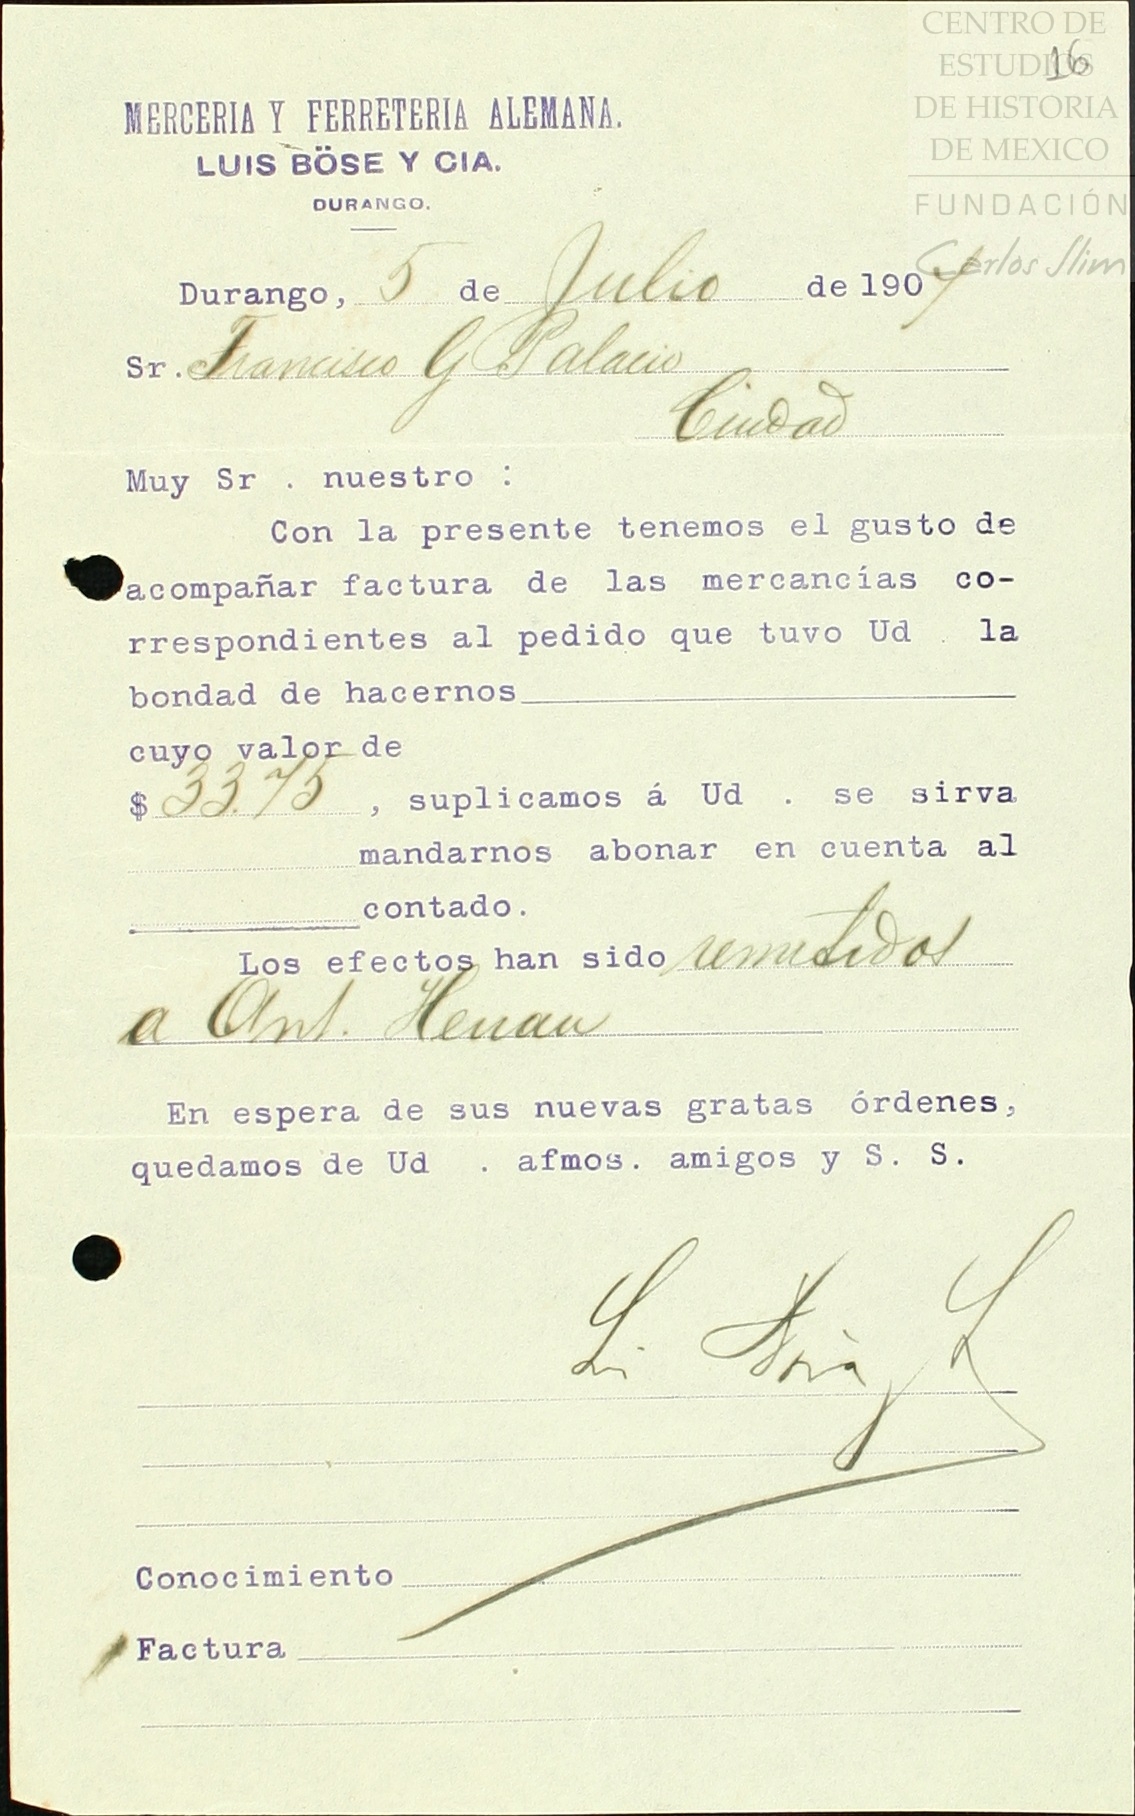 CENTRO DE
ESTUDIOS
DE HISTORIA
DE MEXICO
FUNDACIÓN
Carlos Slim
16
MERCERIA Y FERRETERIA ALEMANA.
LUIS BÖSE Y CIA.
DURANGO.
Durango, 5 de Julio de 1907
Sr. Francisco G Palacio
Ciudad
Muy Sr . nuestro :
Con la presente tenemos el gusto de
acompañar factura de las mercancías co-
rrespondientes al pedido que tuvo Ud . la
bondad de hacernos
cuyo valor de
$ 33.75 , suplicamos á Ud . se sirva
mandarnos abonar en cuenta al
contado.
Los efectos han sido remitidos
a Ant. Herran
En espera de sus nuevas gratas órdenes,
quedamos de Ud . afmos. amigos y S. S.
Conocimiento
Factura